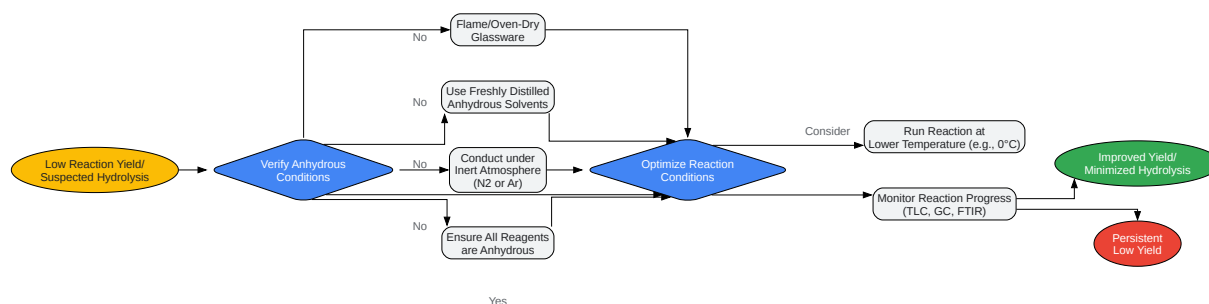 Low Reaction Yield/
Suspected Hydrolysis
Verify Anhydrous
Conditions
No
Flame/Oven-Dry
Glassware
No
Use Freshly Distilled
Anhydrous Solvents
No
Conduct under
Inert Atmosphere
(N2 or Ar)
No
Ensure All Reagents
are Anhydrous
Yes
Optimize Reaction
Conditions
Consider
Run Reaction at
Lower Temperature (e.g., 0°C)
Monitor Reaction Progress
(TLC, GC, FTIR)
Improved Yield/
Minimized Hydrolysis
Persistent
Low Yield